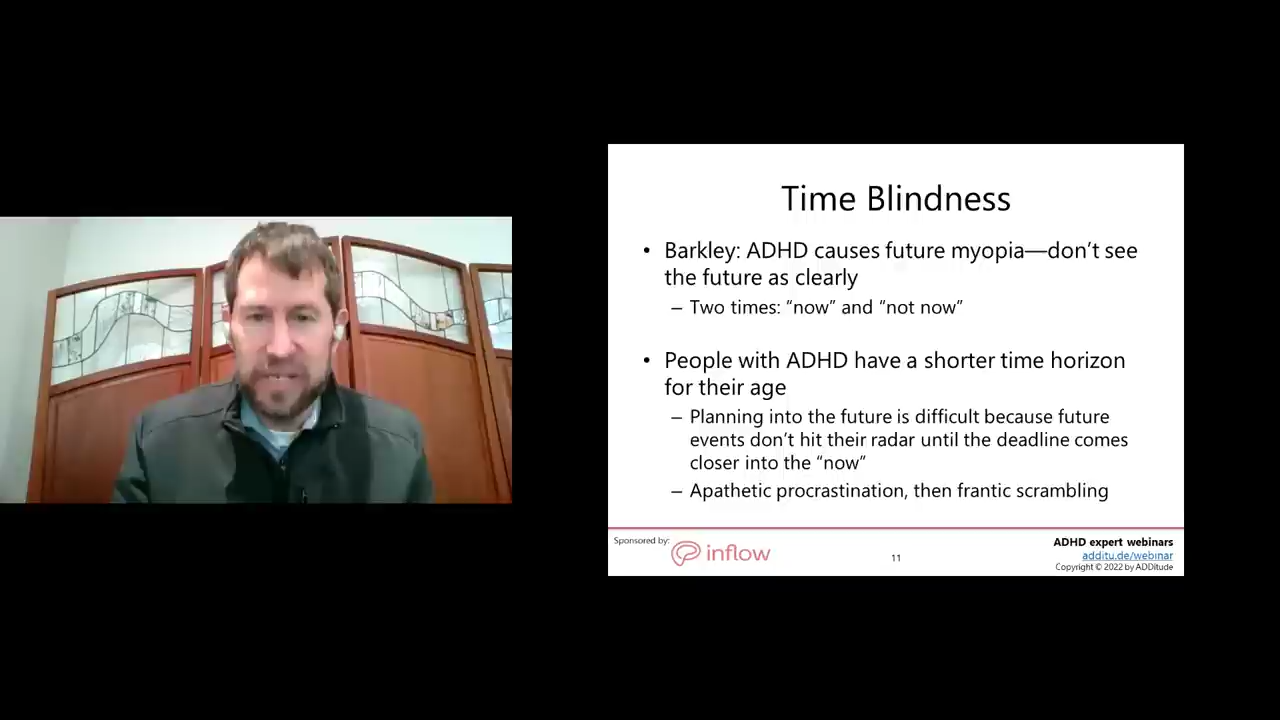 Time Blindness
• Barkley: ADHD causes future myopia—don’t see
the future as clearly
– Two times: “now” and “not now”
• People with ADHD have a shorter time horizon
for their age
– Planning into the future is difficult because future
events don’t hit their radar until the deadline comes
closer into the “now”
– Apathetic procrastination, then frantic scrambling
Sponsored by:
inflow
11
ADHD expert webinars
additu.de/webinar
Copyright © 2022 by ADDitude